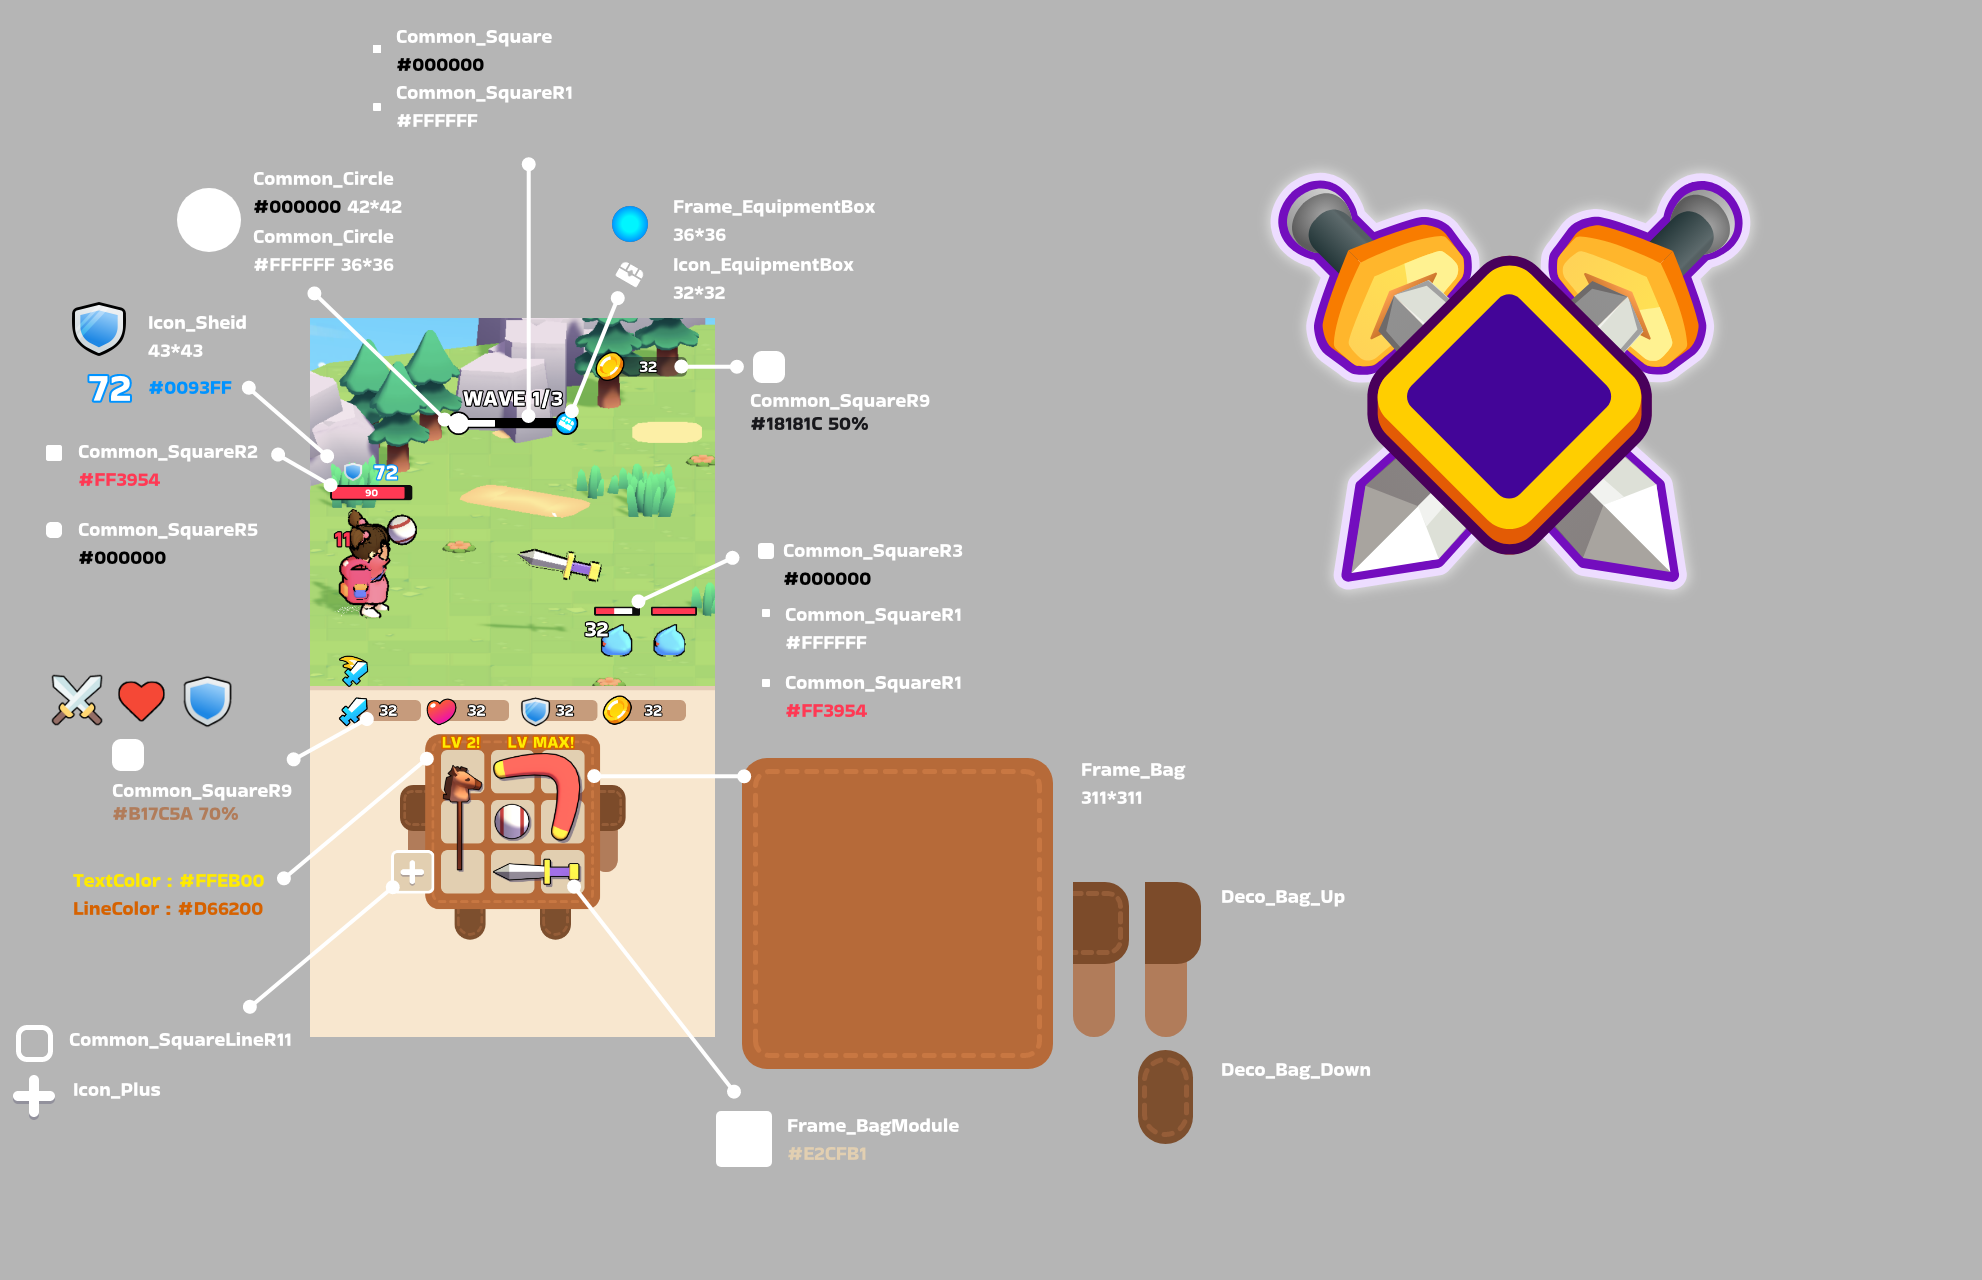 Common_Square
#000000
Common_SquareR1
#FFFFFF
Common_Circle
#000000 42*42
Common_Circle
#FFFFFF 36*36
Frame_EquipmentBox
36*36
Icon_EquipmentBox
32*32
Icon_Sheid
43*43
72 #0093FF
Common_SquareR2
#FF3954
Common_SquareR5
#000000
32
WAVE 1/3
72
90
11
32
Common_SquareR9
#18181C 50%
Common_SquareR3
#000000
Common_SquareR1
#FFFFFF
Common_SquareR1
#FF3954
32
32
32
32
LV 2!
LV MAX!
Common_SquareR9
#B17C5A 70%
TextColor : #FFEB00
LineColor : #D66200
Common_SquareLineR11
Icon_Plus
Frame_Bag
311*311
Deco_Bag_Up
Deco_Bag_Down
Frame_BagModule
#E2CFB1